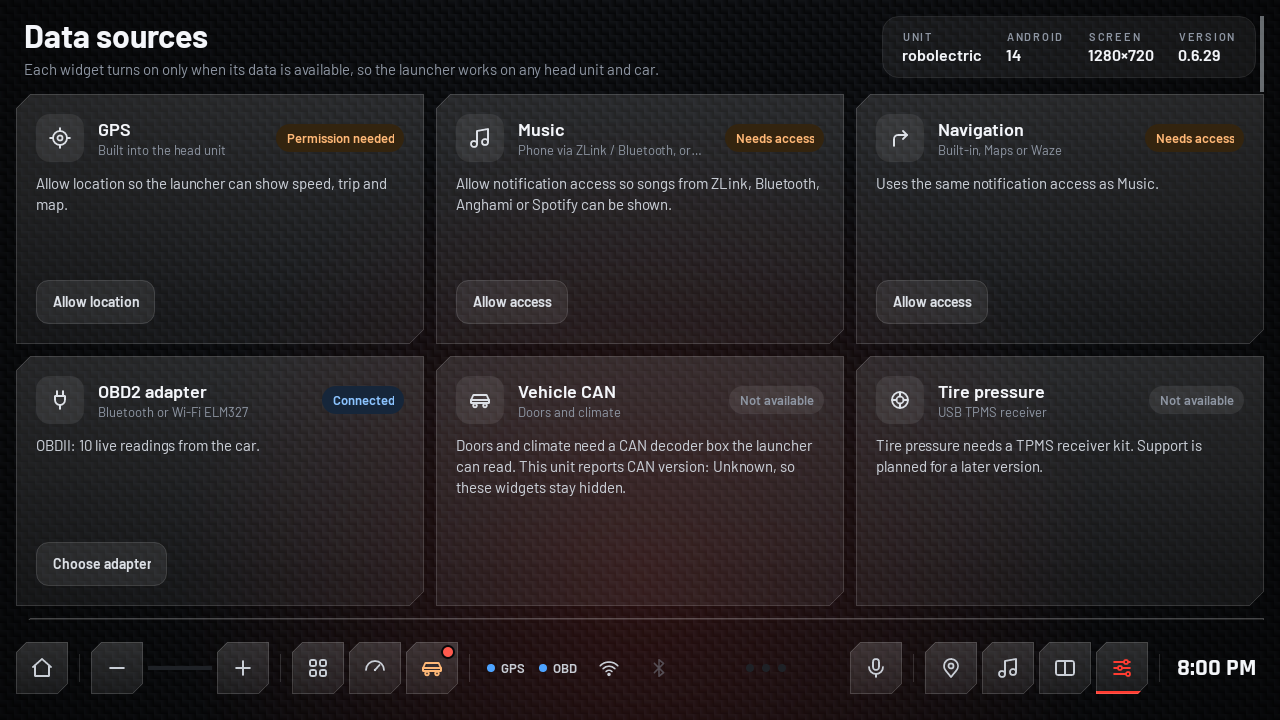 Data sources
Each widget turns on only when its data is available, so the launcher works on any head unit and car.
UNIT ANDROID SCREEN VERSION
robolectric 14 1280×720 0.6.29
GPS
Built into the head unit
Permission needed
Allow location so the launcher can show speed, trip and
map.
Allow location
Music
Phone via ZLink / Bluetooth, or…
Needs access
Allow notification access so songs from ZLink, Bluetooth,
Anghami or Spotify can be shown.
Allow access
Navigation
Built-in, Maps or Waze
Needs access
Uses the same notification access as Music.
Allow access
OBD2 adapter
Bluetooth or Wi-Fi ELM327
Connected
OBDII: 10 live readings from the car.
Choose adapter
Vehicle CAN
Doors and climate
Not available
Doors and climate need a CAN decoder box the launcher
can read. This unit reports CAN version: Unknown, so
these widgets stay hidden.
Tire pressure
USB TPMS receiver
Not available
Tire pressure needs a TPMS receiver kit. Support is
planned for a later version.
GPS OBD 8:00 PM